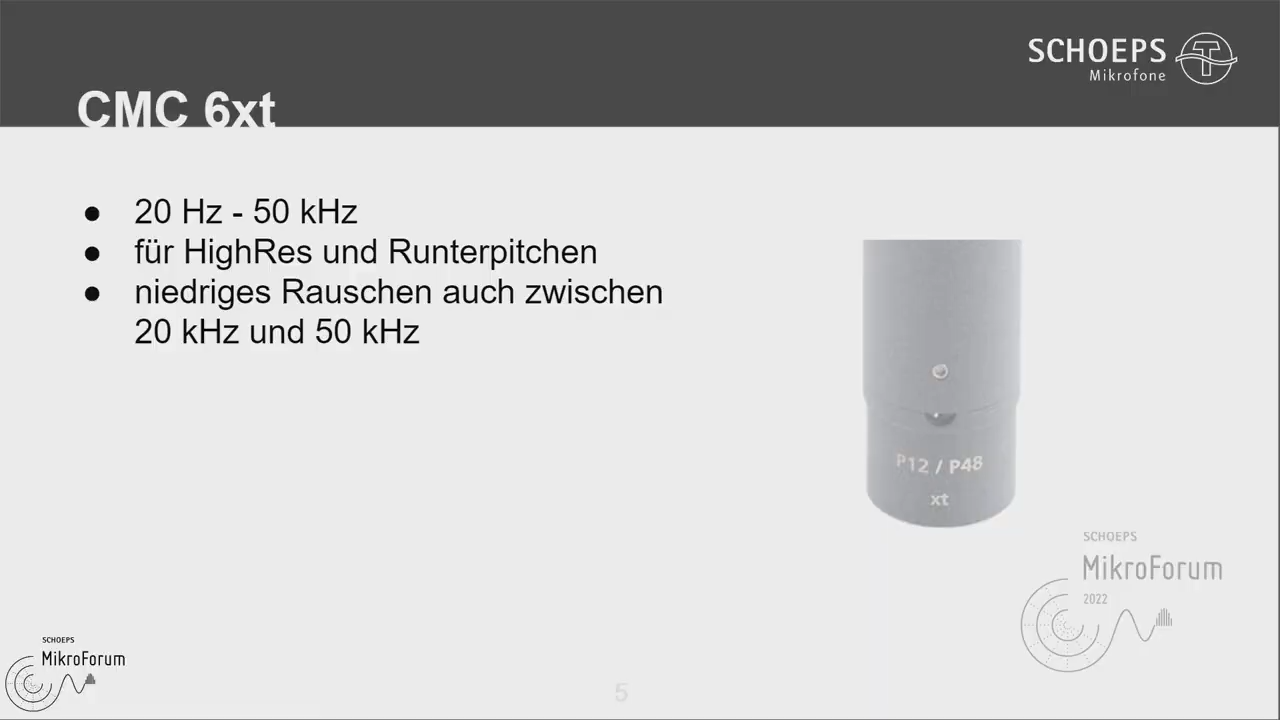 SCHOEPS
Mikrofone
CMC 6xt
● 20 Hz - 50 kHz
● für HighRes und Runterpitchen
● niedriges Rauschen auch zwischen
20 kHz und 50 kHz
P12 / P48
xt
SCHOEPS
MikroForum
2022
SCHOEPS
MikroForum
5